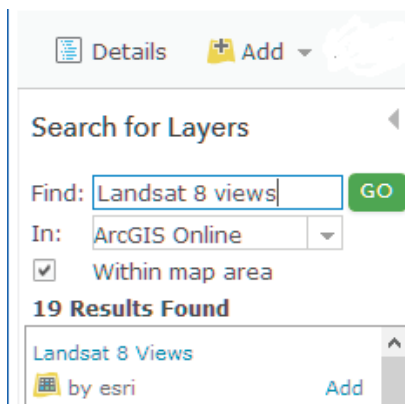 Details Add
Search for Layers
Find: Landsat 8 views GO
In: ArcGIS Online
Within map area
19 Results Found
Landsat 8 Views
by esri Add